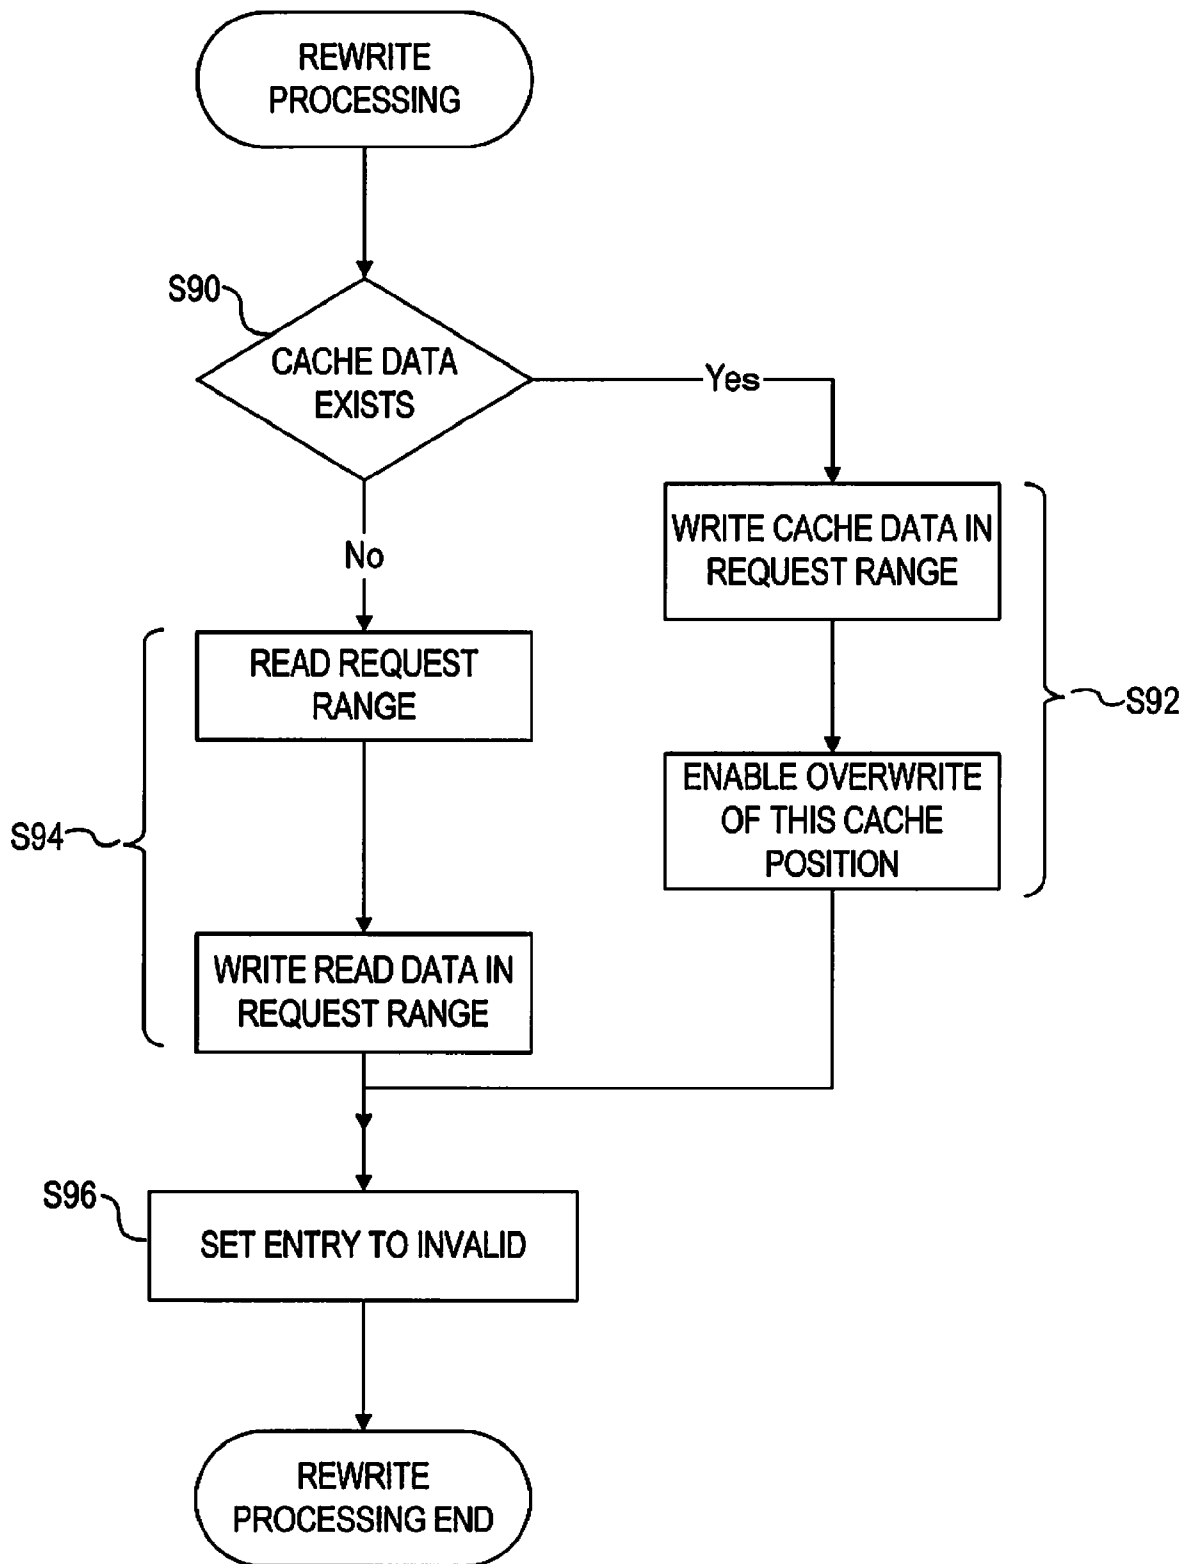 REWRITE
PROCESSING
S90
CACHE DATA
EXISTS
Yes
No
WRITE CACHE DATA IN
REQUEST RANGE
S92
ENABLE OVERWRITE
OF THIS CACHE
POSITION
READ REQUEST
RANGE
S94
WRITE READ DATA IN
REQUEST RANGE
S96
SET ENTRY TO INVALID
REWRITE
PROCESSING END